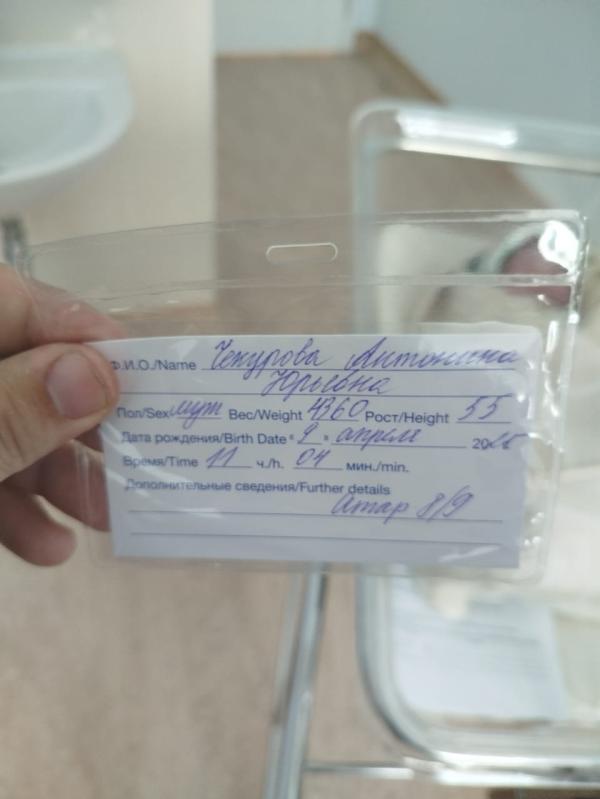 Ф.И.О./Name Чекурова Антонина
Юрьевна
Пол/Sex муж Вес/Weight 4360 Рост/Height 55
Дата рождения/Birth Date "9" апреля 2025
Время/Time 11 ч./h. 04 мин./min.
Дополнительные сведения/Further details
Апгар 8/9